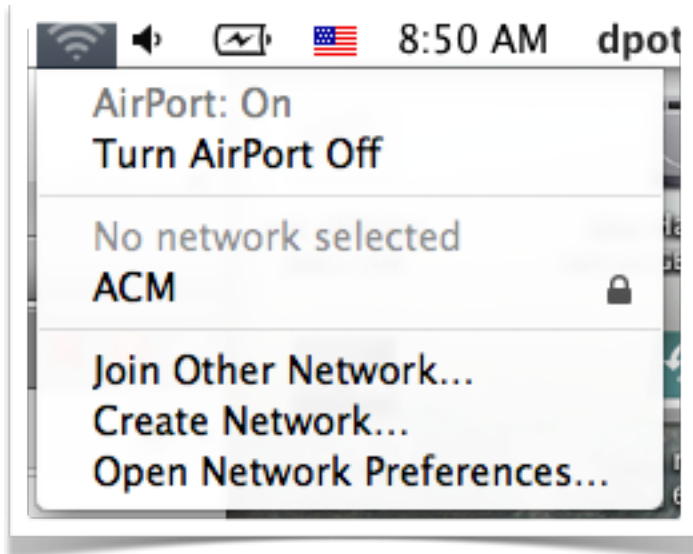 8:50 AM dpot
AirPort: On
Turn AirPort Off
No network selected
ACM
Join Other Network...
Create Network...
Open Network Preferences...